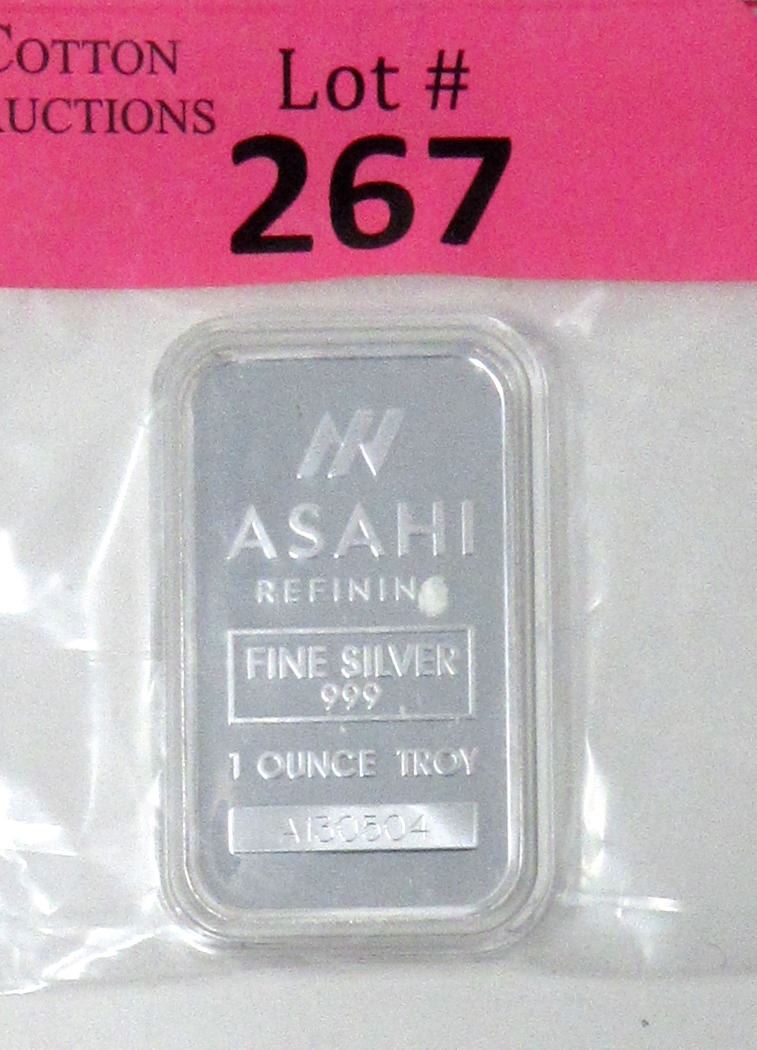 COTTON
AUCTIONS
Lot #
267
ASAHI
REFINING
FINE SILVER
999
1 OUNCE TROY
A130504